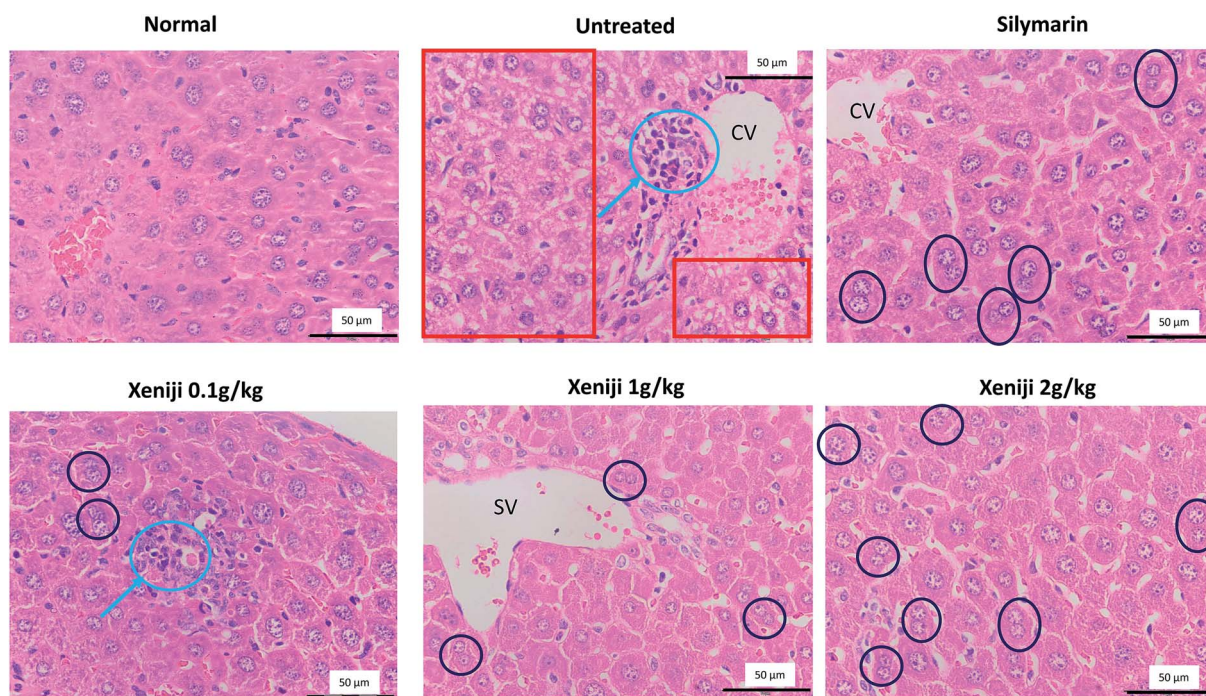 Normal
Untreated
Silymarin
50 µm
CV
CV
50 µm
50 µm
Xeniji 0.1g/kg
Xeniji 1g/kg
Xeniji 2g/kg
SV
50 µm
50 µm
50 µm